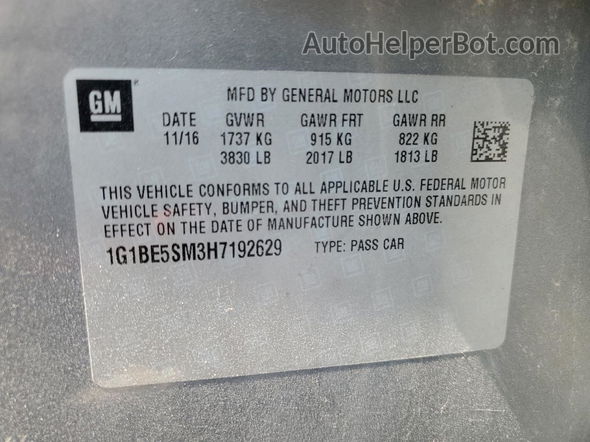 AutoHelperBot.com
GM
MFD BY GENERAL MOTORS LLC
DATE GVWR GAWR FRT GAWR RR
11/16 1737 KG 915 KG 822 KG
3830 LB 2017 LB 1813 LB
THIS VEHICLE CONFORMS TO ALL APPLICABLE U.S. FEDERAL MOTOR
VEHICLE SAFETY, BUMPER, AND THEFT PREVENTION STANDARDS IN
EFFECT ON THE DATE OF MANUFACTURE SHOWN ABOVE.
1G1BE5SM3H7192629 TYPE: PASS CAR